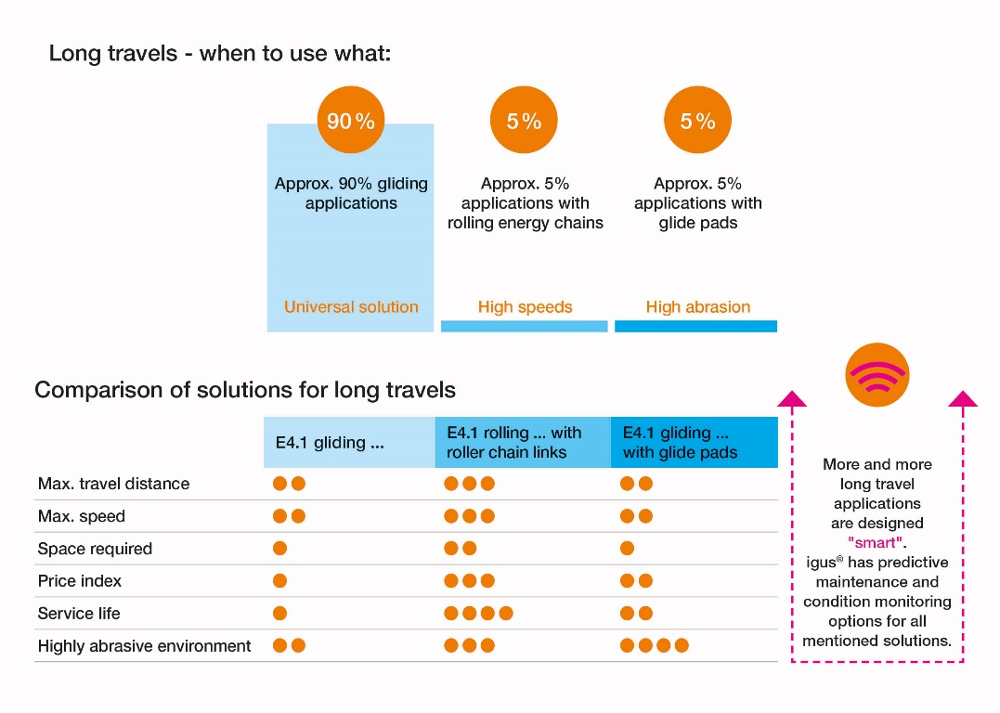 Long travels - when to use what:
90%
5%
5%
Approx. 90% gliding
applications
Approx. 5%
applications with
rolling energy chains
Approx. 5%
applications with
glide pads
Universal solution
High speeds
High abrasion
Comparison of solutions for long travels
E4.1 gliding ...
E4.1 rolling ... with
roller chain links
E4.1 gliding ...
with glide pads
Max. travel distance
Max. speed
Space required
Price index
Service life
Highly abrasive environment
More and more
long travel
applications
are designed
"smart".
igus® has predictive
maintenance and
condition monitoring
options for all
mentioned solutions.